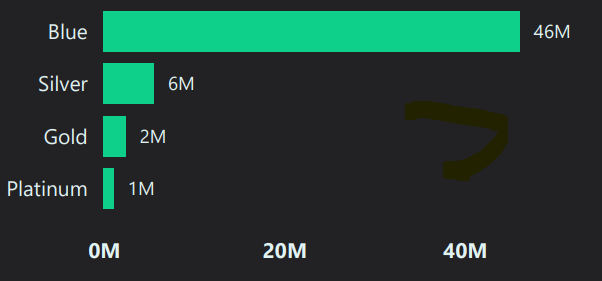 Blue 46M
Silver 6M
Gold 2M
Platinum 1M
0M 20M 40M